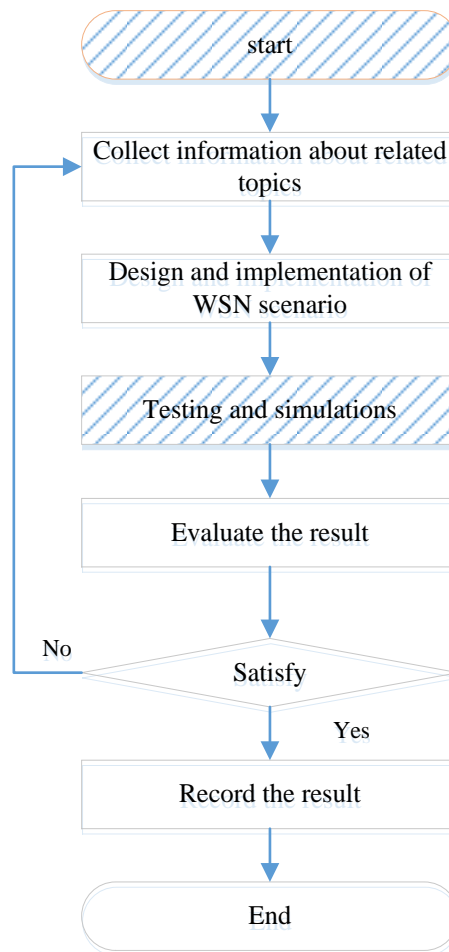 start
Collect information about related
topics
Design and implementation of
WSN scenario
Testing and simulations
Evaluate the result
No
Satisfy
Yes
Record the result
End